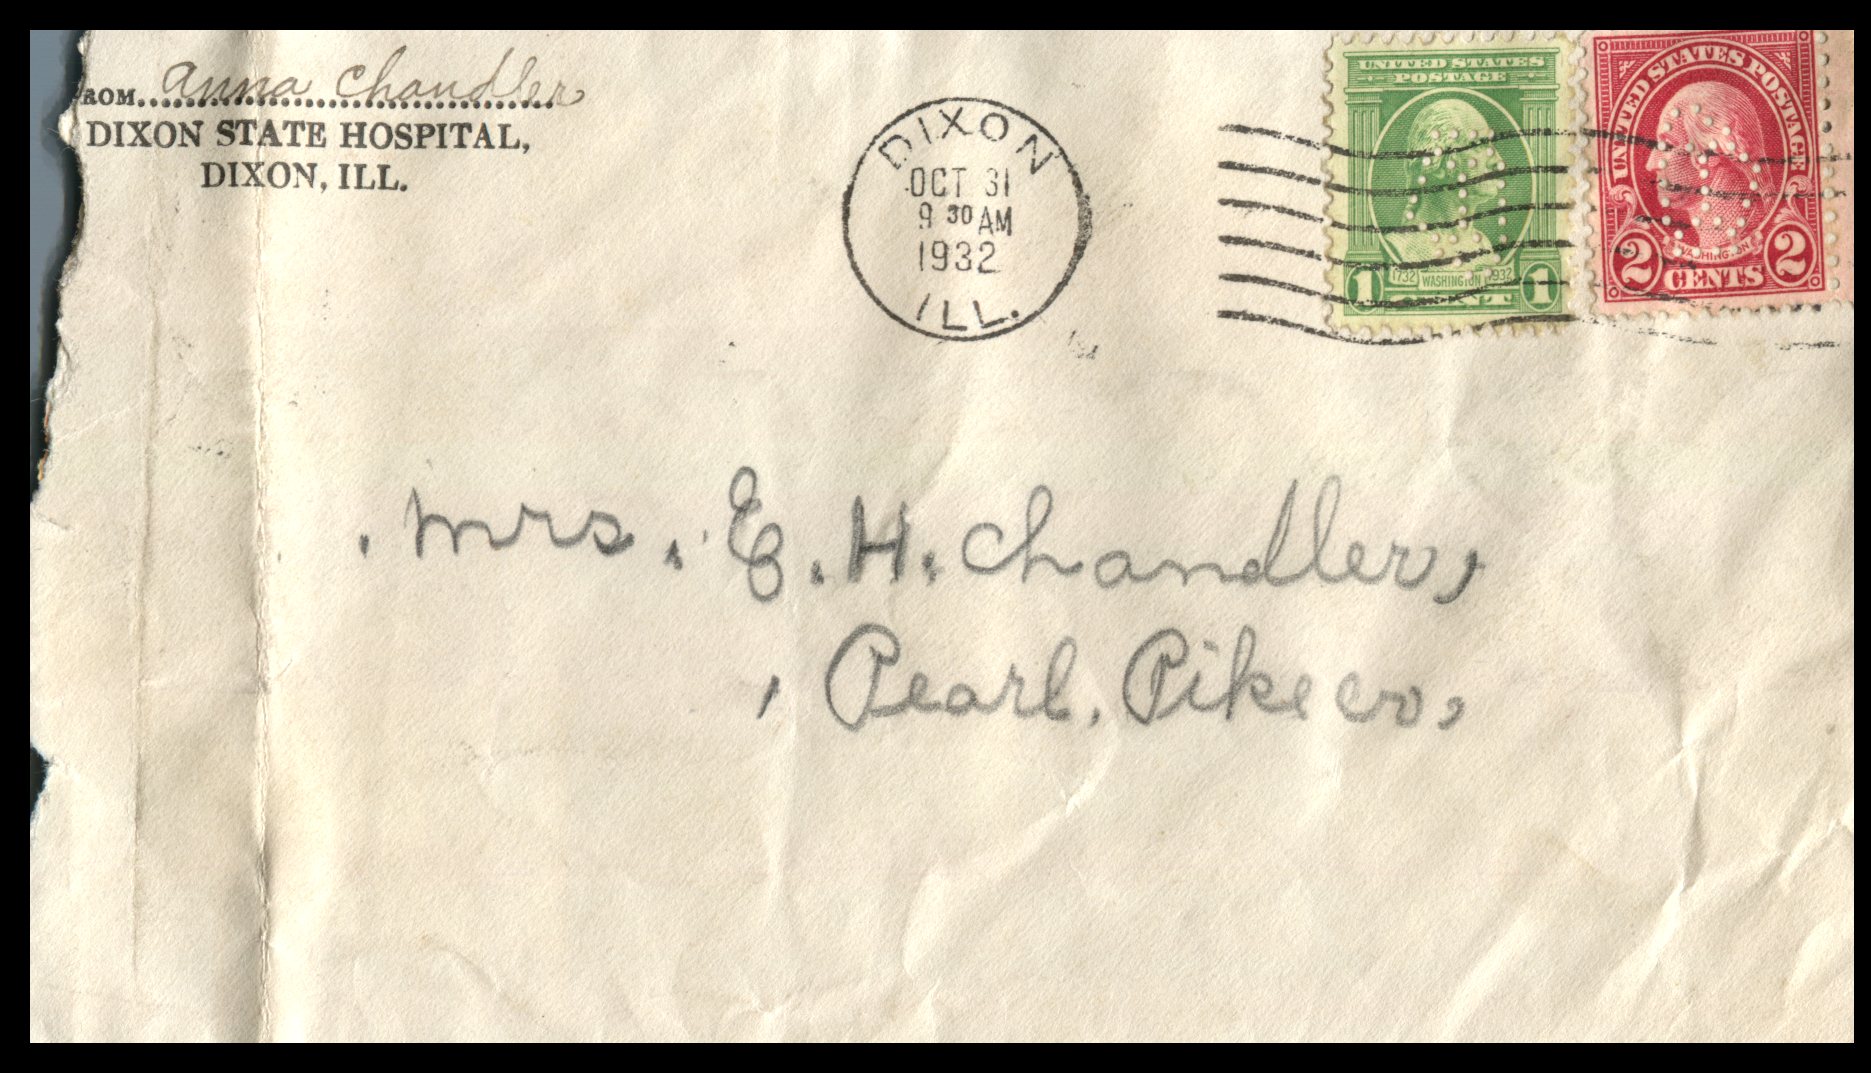 ROM Anna Chandler
DIXON STATE HOSPITAL,
DIXON, ILL.
DIXON
OCT 31
9 30 AM
1932
ILL.
UNITED STATES
POSTAGE
1732 WASHINGTON 1932
1 CENT 1
UNITED STATES POSTAGE
WASHINGTON
2 CENTS 2
. Mrs. E. H. Chandler,
, Pearl. Pike co,